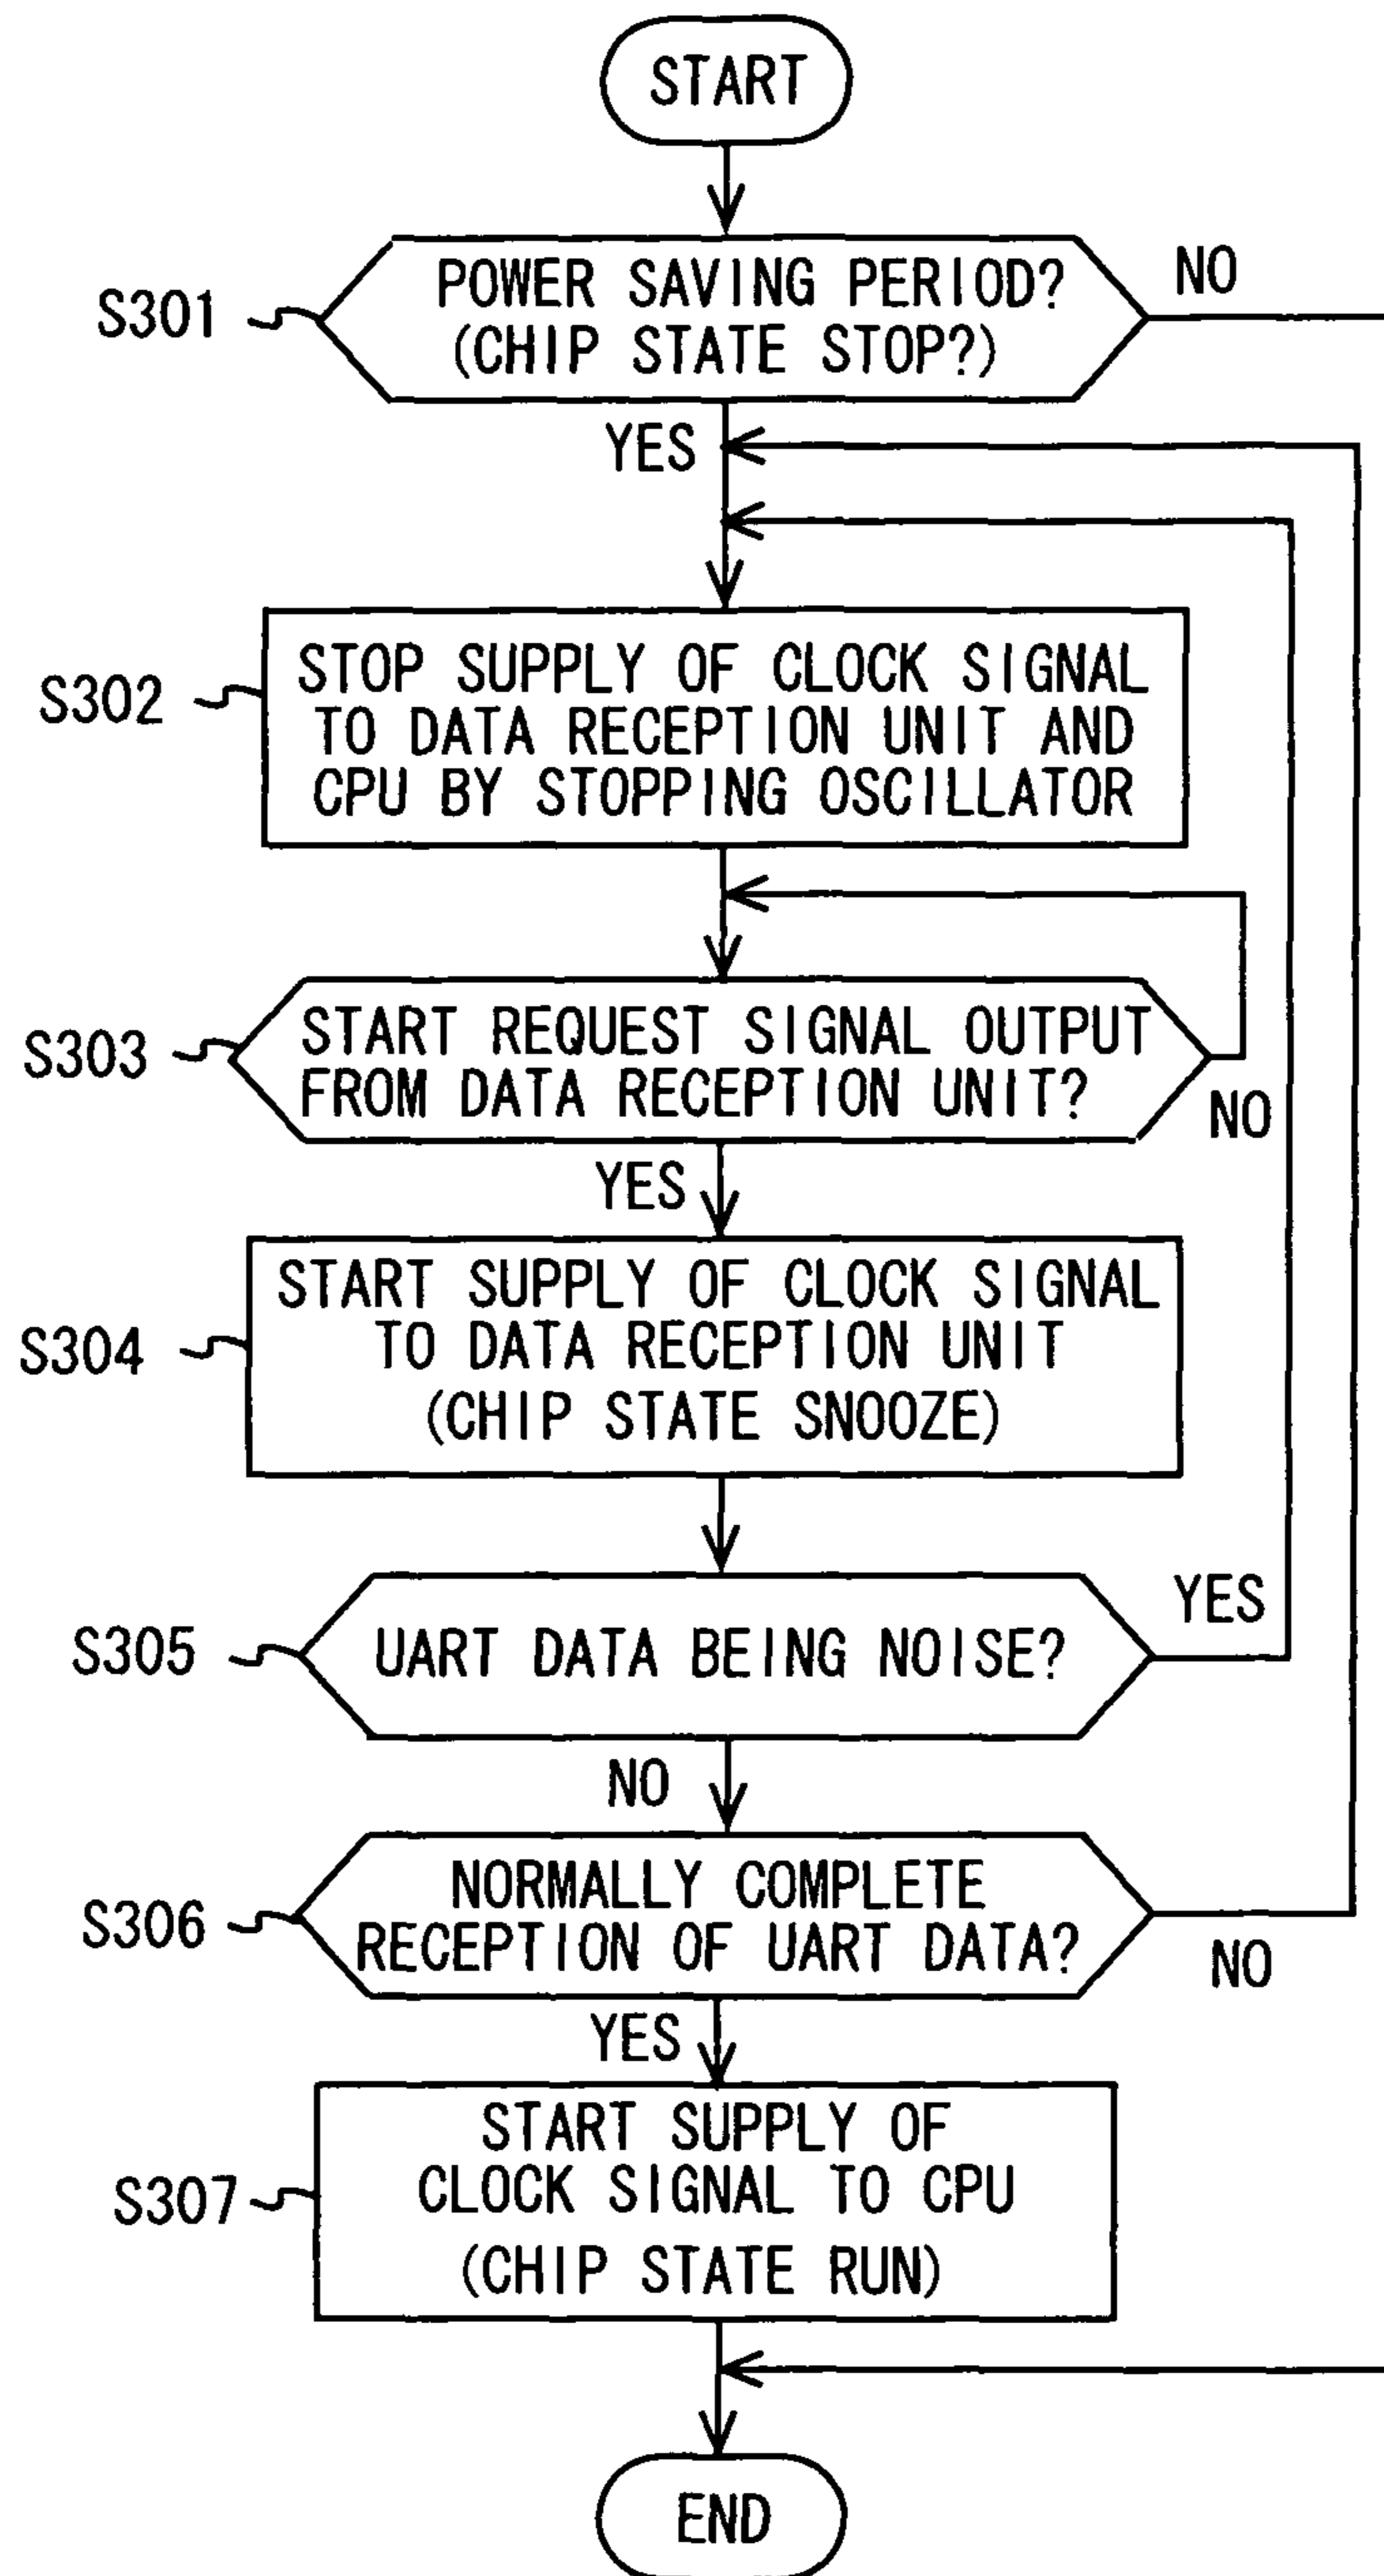 START
POWER SAVING PERIOD?
(CHIP STATE STOP?)
NO
S301
YES
STOP SUPPLY OF CLOCK SIGNAL
TO DATA RECEPTION UNIT AND
CPU BY STOPPING OSCILLATOR
S302
START REQUEST SIGNAL OUTPUT
FROM DATA RECEPTION UNIT?
S303
NO
YES
START SUPPLY OF CLOCK SIGNAL
TO DATA RECEPTION UNIT
(CHIP STATE SNOOZE)
S304
YES
UART DATA BEING NOISE?
S305
NO
NORMALLY COMPLETE
RECEPTION OF UART DATA?
S306
NO
YES
START SUPPLY OF
CLOCK SIGNAL TO CPU
(CHIP STATE RUN)
S307
END